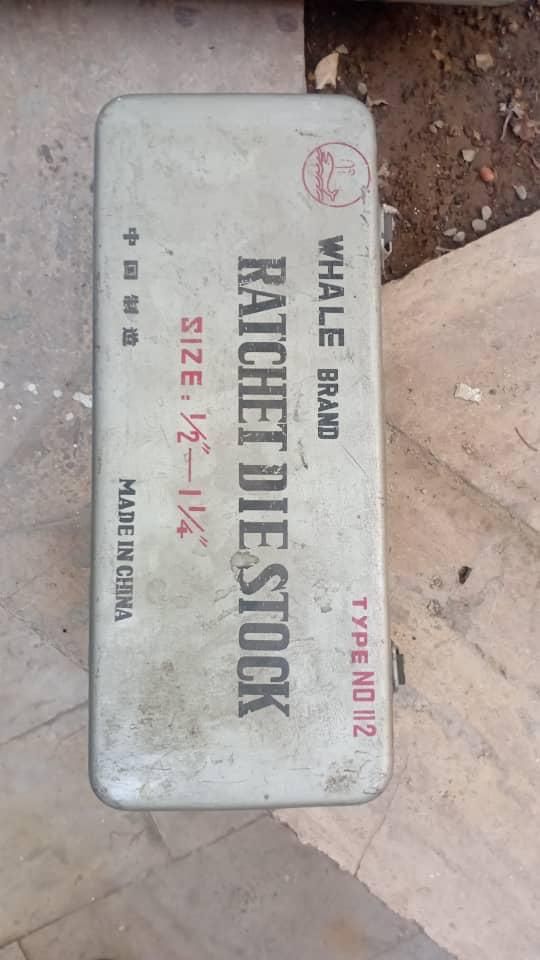 TYPE NO 112
WHALE BRAND
RATCHET DIE STOCK
SIZE: 1/2"—1 1/4"
中国制造 MADE IN CHINA